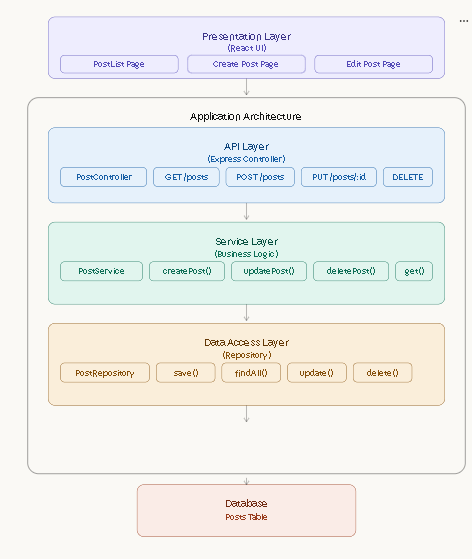 Presentation Layer
(React UI)
PostList Page
Create Post Page
Edit Post Page
Application Architecture
API Layer
(Express Controller)
PostController
GET /posts
POST /posts
PUT /posts/:id
DELETE
Service Layer
(Business Logic)
PostService
createPost()
updatePost()
deletePost()
get()
Data Access Layer
(Repository)
PostRepository
save()
findAll()
update()
delete()
Database
Posts Table